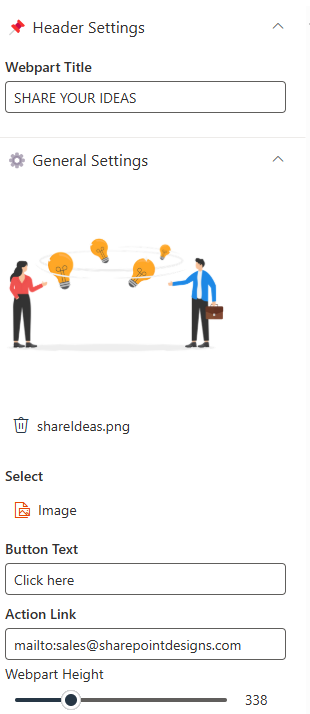 Header Settings
Webpart Title
SHARE YOUR IDEAS
General Settings
shareIdeas.png
Select
Image
Button Text
Click here
Action Link
mailto:sales@sharepointdesigns.com
Webpart Height
338